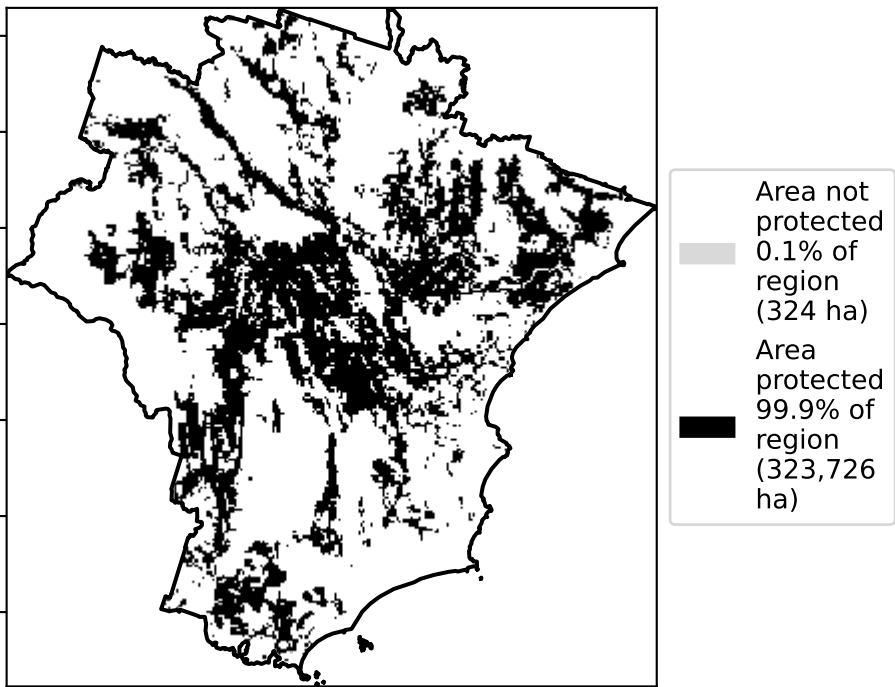 Area not
protected
0.1% of
region
(324 ha)
Area
protected
99.9% of
region
(323,726
ha)